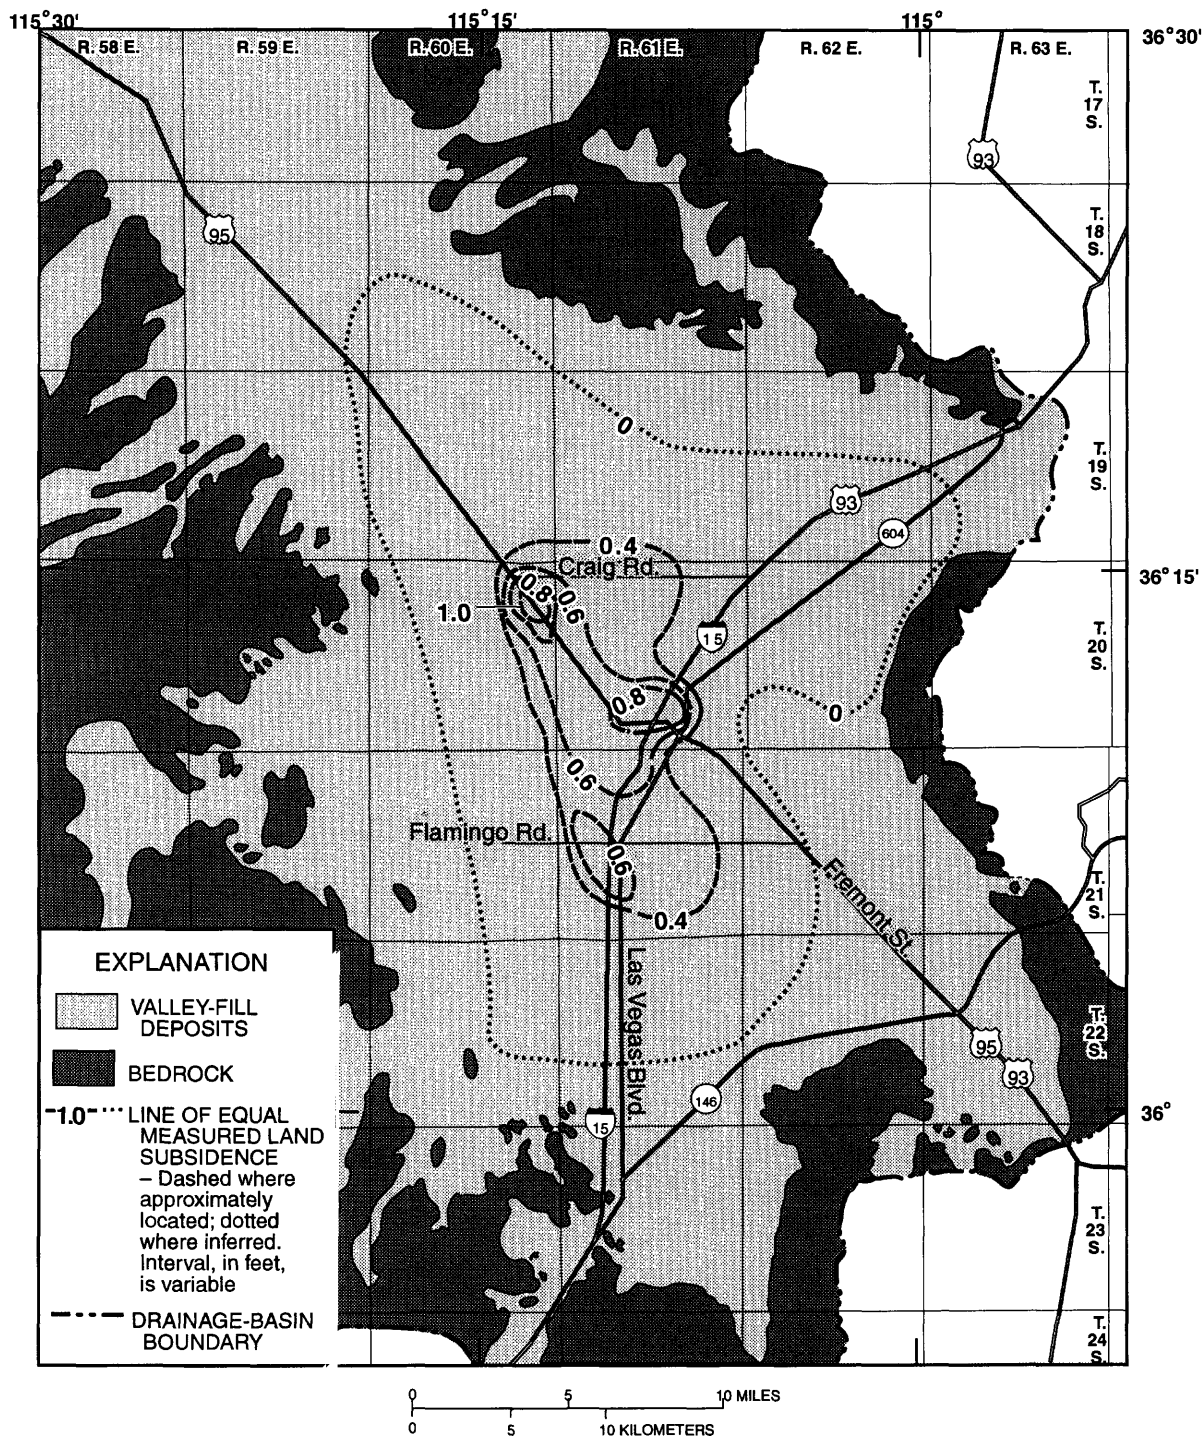 115°30' 115°15' 115°
R. 58 E. R. 59 E. R. 60 E. R. 61 E. R. 62 E. R. 63 E.
36°30'
T.
17
S.
93
T.
18
S.
95
0
T.
19
S.
93
604
0.4
Craig Rd.
36°15'
0.8
0.6
1.0
15
T.
20
S.
0.8
0
0.6
Flamingo Rd.
0.6
Fremont St.
T.
21
S.
0.4
Las Vegas Blvd.
T.
22
S.
95
93
146
15
36°
T.
23
S.
T.
24
S.
EXPLANATION
VALLEY-FILL
DEPOSITS
BEDROCK
1.0 LINE OF EQUAL
MEASURED LAND
SUBSIDENCE
– Dashed where
approximately
located; dotted
where inferred.
Interval, in feet,
is variable
DRAINAGE-BASIN
BOUNDARY
0 5 10 MILES
0 5 10 KILOMETERS